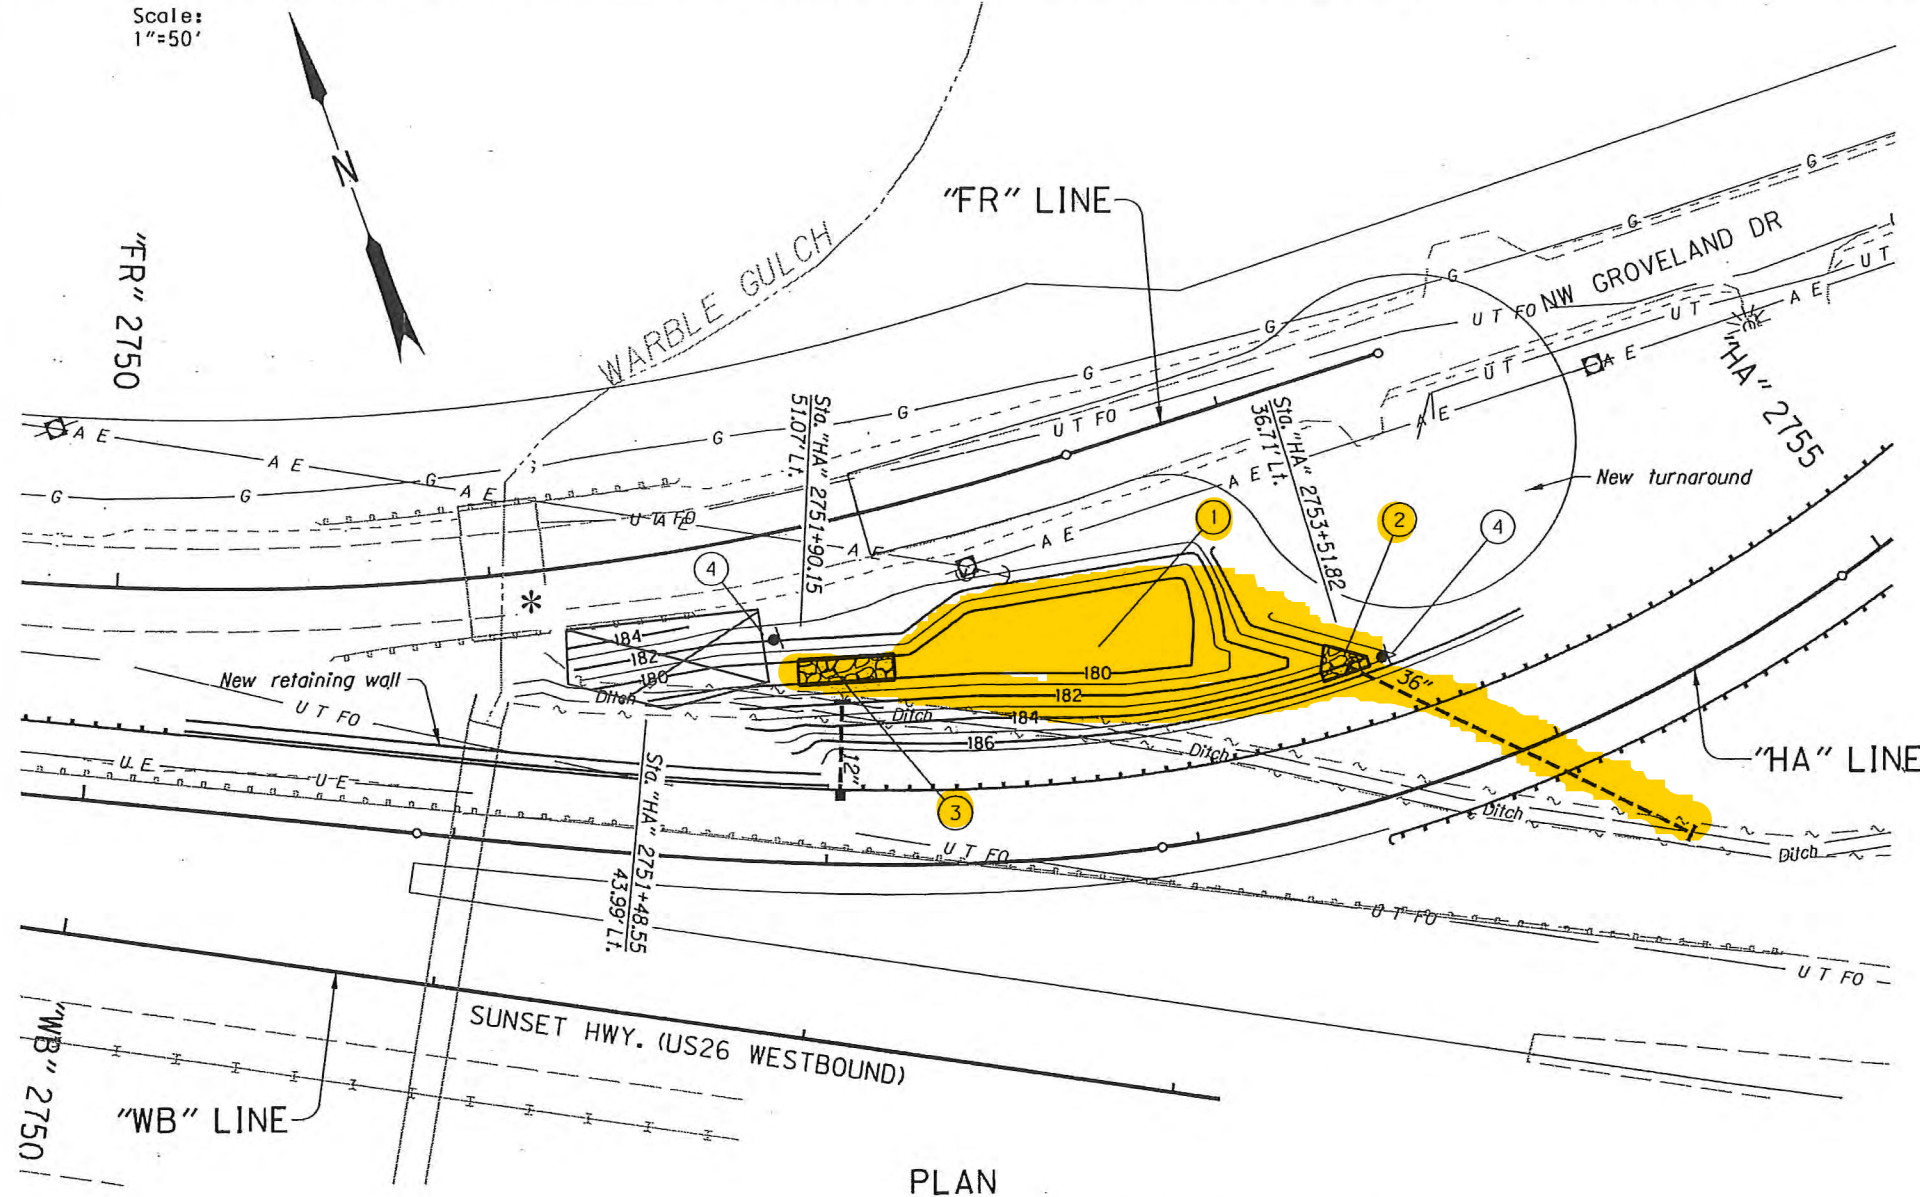 Scale:
1"=50'
N
"FR" 2750
WARBLE GULCH
"FR" LINE
NW GROVELAND DR
"HA" 2755
New turnaround
Sta. "HA" 2751+90.15
51.07' Lt.
Sta. "HA" 2753+51.82
36.71' Lt.
G
G
G
G
G
G
G
G
G
G
G
A E
A E
A E
A E
A E
A E
A E
A E
A E
U T FO
U T FO
U T
U T
U T
1
2
4
4
*
184
182
180
Ditch
180
182
184
186
Ditch
Ditch
Ditch
Ditch
36"
12"
3
New retaining wall
U T FO
U E
U E
U T FO
U T FO
U T FO
"HA" LINE
Sta. "HA" 2751+48.55
43.99' Lt.
SUNSET HWY. (US26 WESTBOUND)
"WB" LINE
"WB" 2750
PLAN